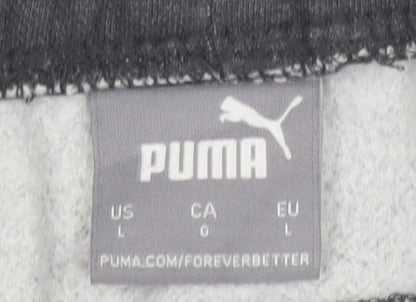 PUMA
US CA EU
L G L
PUMA.COM/FOREVERBETTER